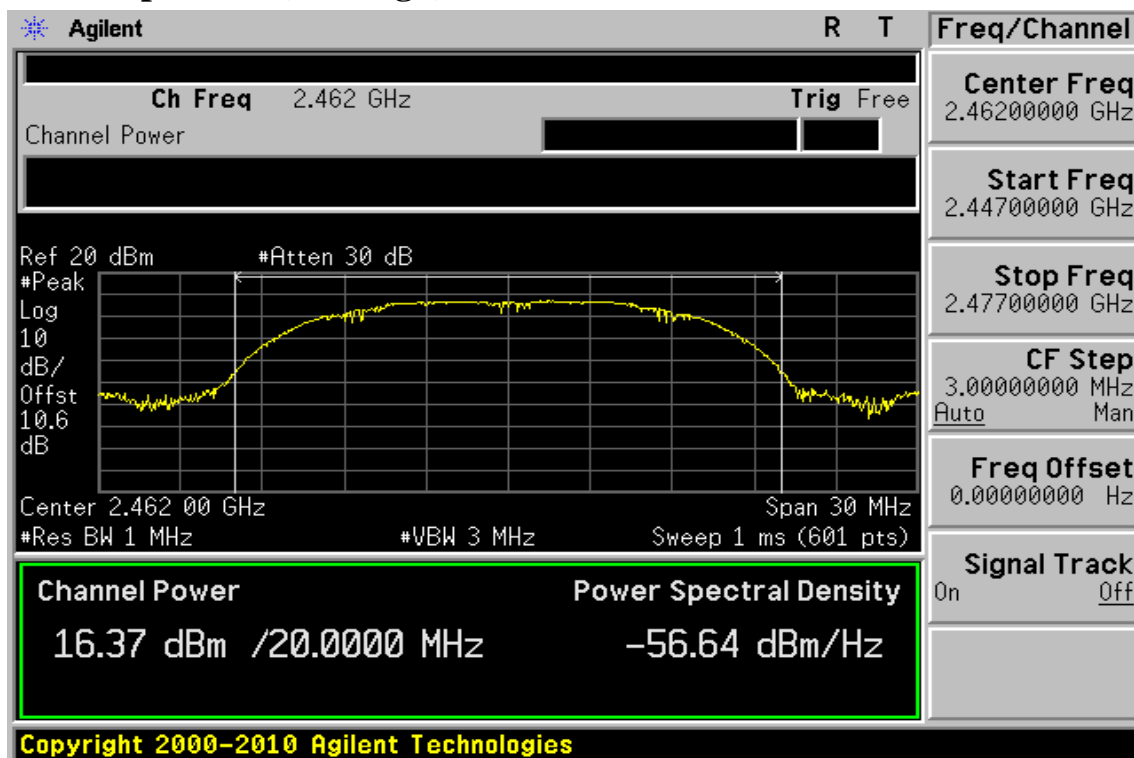 Agilent R T Freq/Channel
Ch Freq 2.462 GHz Trig Free
Channel Power
Center Freq
2.46200000 GHz
Start Freq
2.44700000 GHz
Stop Freq
2.47700000 GHz
CF Step
3.00000000 MHz
Auto Man
Freq Offset
0.00000000 Hz
Signal Track
On Off
Ref 20 dBm #Atten 30 dB
#Peak
Log
10
dB/
Offst
10.6
dB
Center 2.462 00 GHz Span 30 MHz
#Res BW 1 MHz #VBW 3 MHz Sweep 1 ms (601 pts)
Channel Power Power Spectral Density
16.37 dBm /20.0000 MHz -56.64 dBm/Hz
Copyright 2000-2010 Agilent Technologies